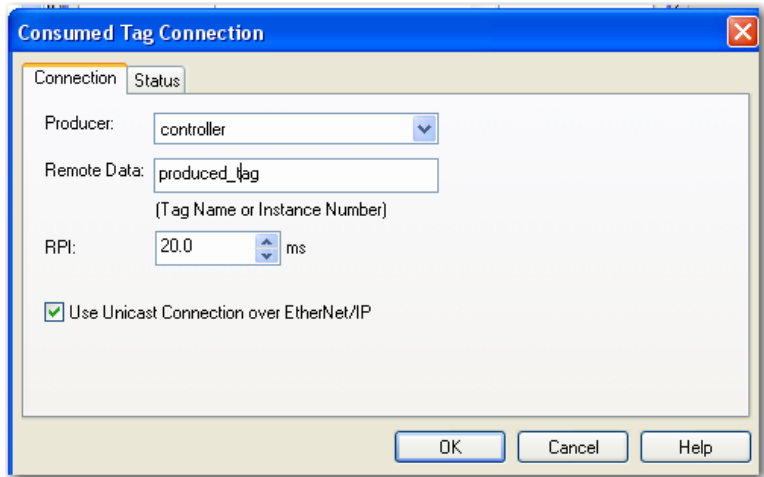 Consumed Tag Connection
Connection Status
Producer: controller
Remote Data: produced_tag
(Tag Name or Instance Number)
RPI: 20.0 ms
Use Unicast Connection over EtherNet/IP
OK Cancel Help